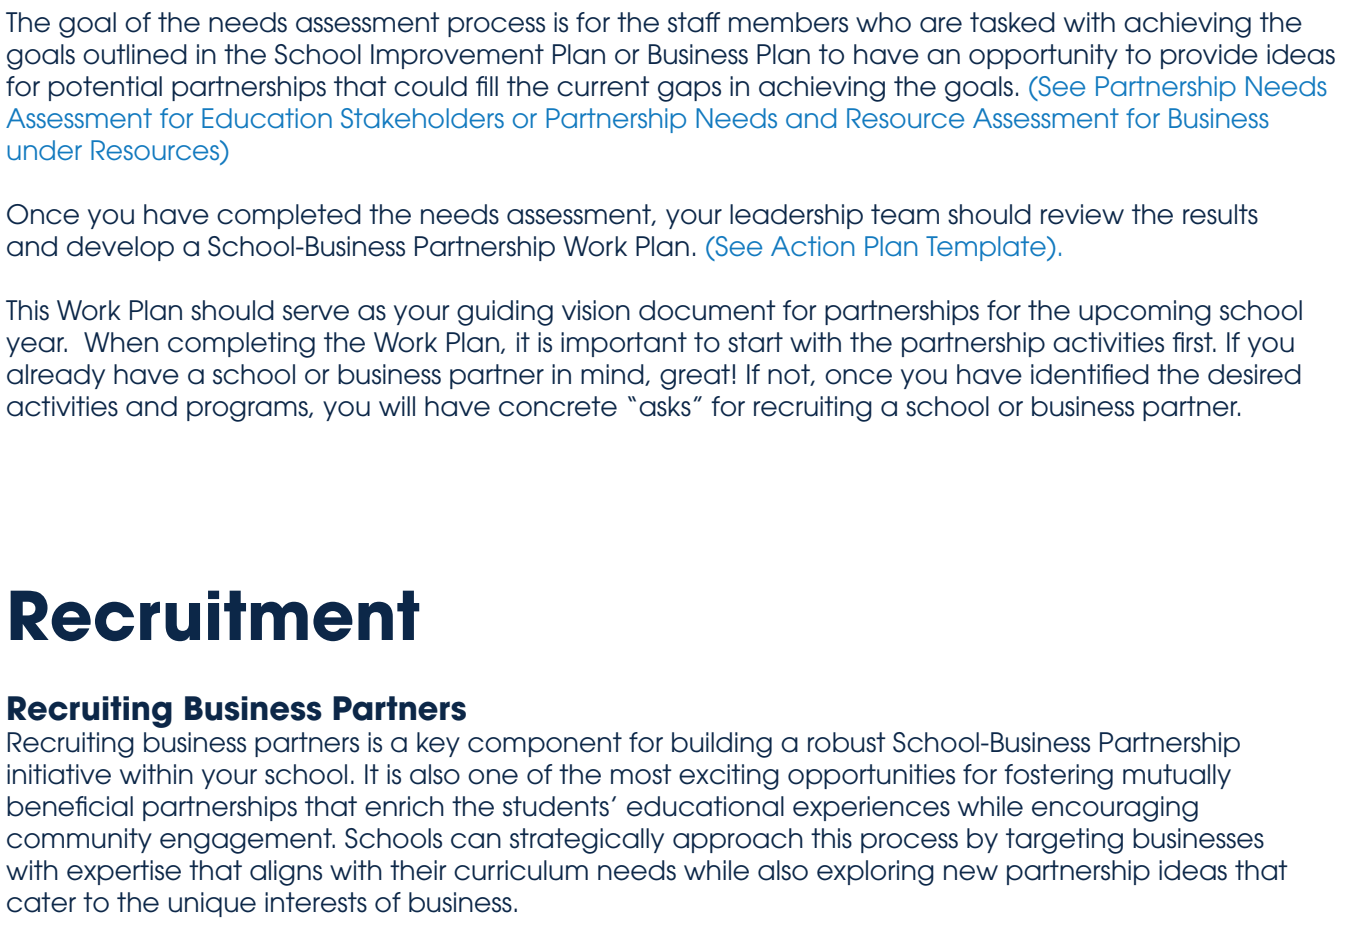 The goal of the needs assessment process is for the staff members who are tasked with achieving the
goals outlined in the School Improvement Plan or Business Plan to have an opportunity to provide ideas
for potential partnerships that could fill the current gaps in achieving the goals. (See Partnership Needs
Assessment for Education Stakeholders or Partnership Needs and Resource Assessment for Business
under Resources)
Once you have completed the needs assessment, your leadership team should review the results
and develop a School-Business Partnership Work Plan. (See Action Plan Template).
This Work Plan should serve as your guiding vision document for partnerships for the upcoming school
year.  When completing the Work Plan, it is important to start with the partnership activities first. If you
already have a school or business partner in mind, great! If not, once you have identified the desired
activities and programs, you will have concrete “asks” for recruiting a school or business partner.
Recruitment
Recruiting Business Partners
Recruiting business partners is a key component for building a robust School-Business Partnership
initiative within your school. It is also one of the most exciting opportunities for fostering mutually
beneficial partnerships that enrich the students’ educational experiences while encouraging
community engagement. Schools can strategically approach this process by targeting businesses
with expertise that aligns with their curriculum needs while also exploring new partnership ideas that
cater to the unique interests of business.